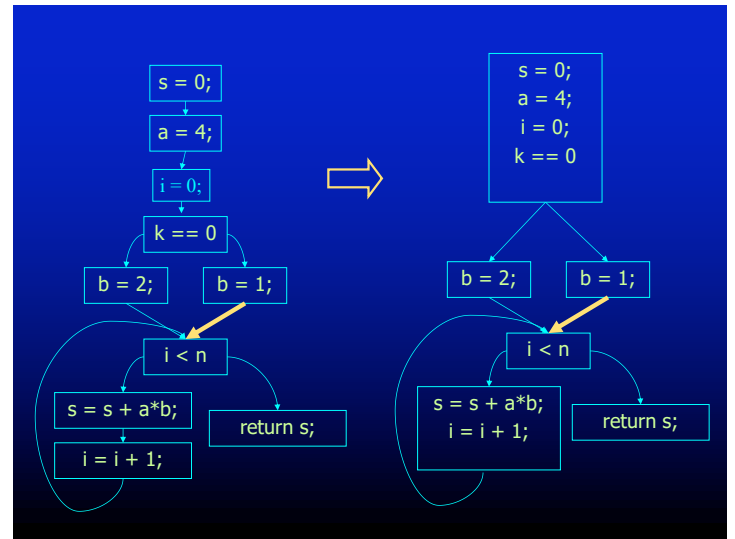 s = 0;
a = 4;
i = 0;
k == 0
b = 2;
b = 1;
i < n
s = s + a*b;
i = i + 1;
return s;
s = 0;
a = 4;
i = 0;
k == 0
b = 2;
b = 1;
i < n
s = s + a*b;
i = i + 1;
return s;